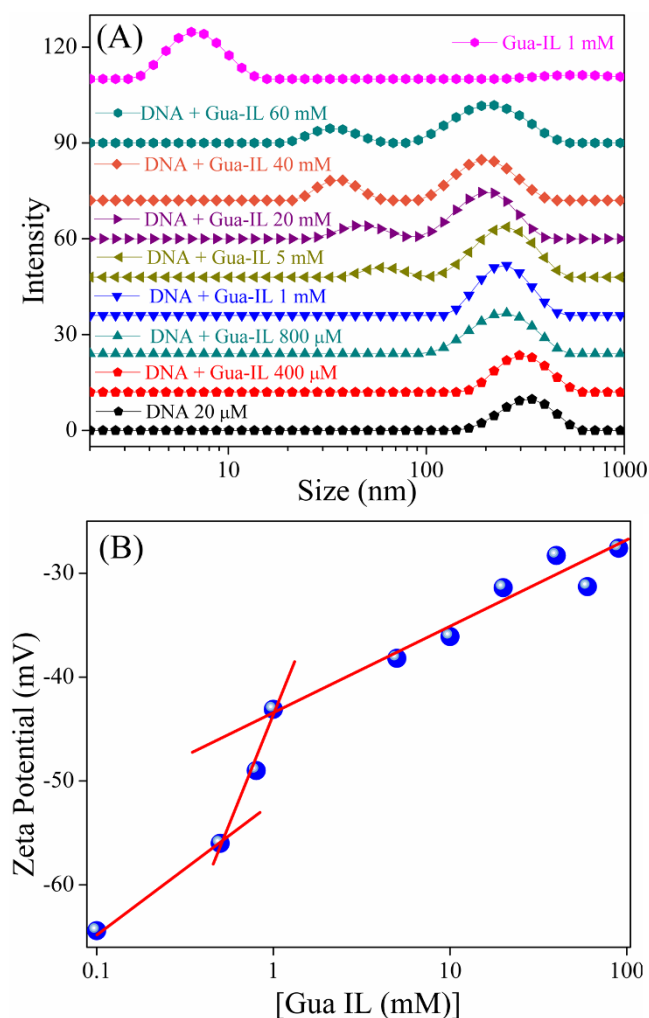 (A)
Gua-IL 1 mM
DNA + Gua-IL 60 mM
DNA + Gua-IL 40 mM
DNA + Gua-IL 20 mM
DNA + Gua-IL 5 mM
DNA + Gua-IL 1 mM
DNA + Gua-IL 800 μM
DNA + Gua-IL 400 μM
DNA 20 μM
Intensity
120
90
60
30
0
10 100 1000
Size (nm)
(B)
Zeta Potential (mV)
-30
-40
-50
-60
0.1 1 10 100
[Gua IL (mM)]